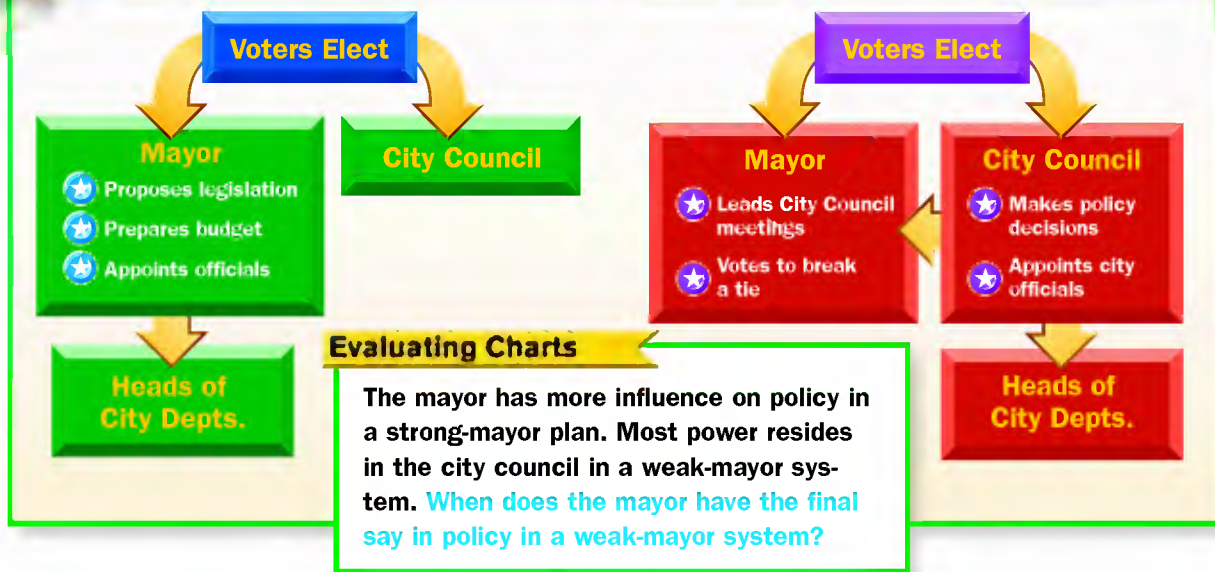 Voters Elect
Mayor
Proposes legislation
Prepares budget
Appoints officials
City Council
Heads of
City Depts.
Voters Elect
Mayor
Leads City Council
meetings
Votes to break
a tie
City Council
Makes policy
decisions
Appoints city
officials
Heads of
City Depts.
Evaluating Charts
The mayor has more influence on policy in
a strong-mayor plan. Most power resides
in the city council in a weak-mayor sys-
tem. When does the mayor have the final
say in policy in a weak-mayor system?